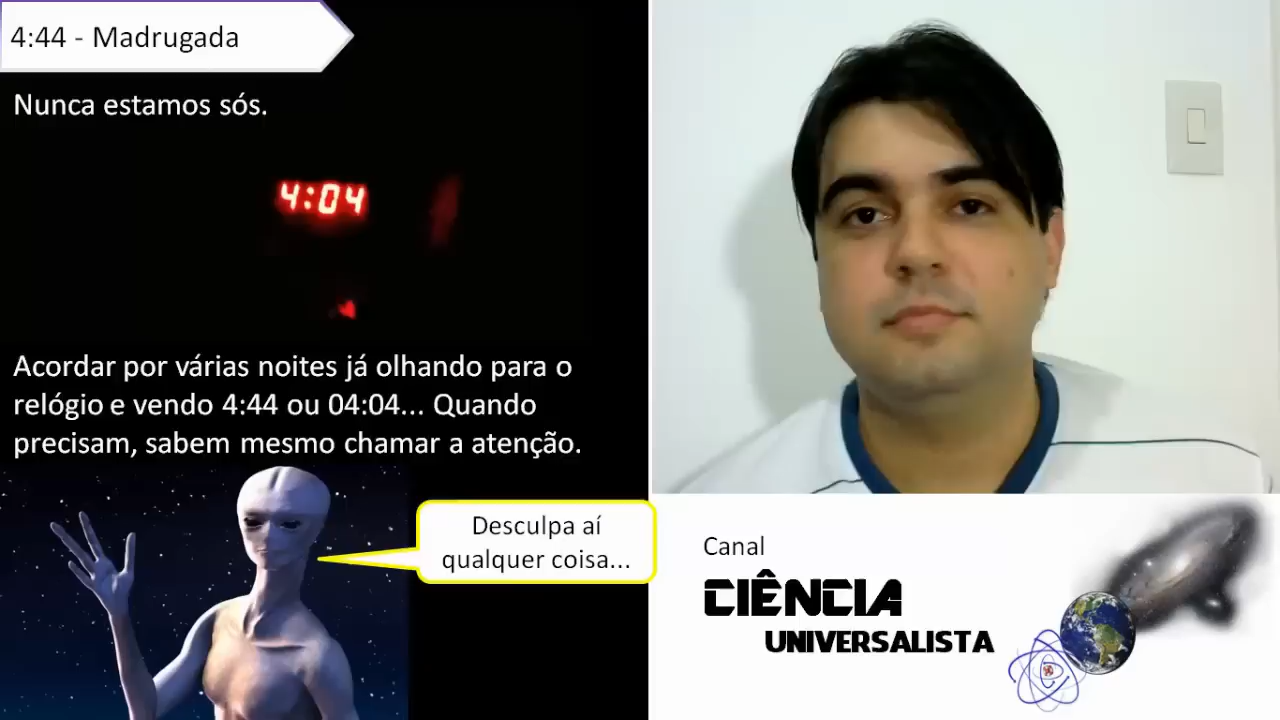 4:44 - Madrugada
Nunca estamos sós.
4:04
Acordar por várias noites já olhando para o
relógio e vendo 4:44 ou 04:04... Quando
precisam, sabem mesmo chamar a atenção.
Desculpa aí
qualquer coisa...
Canal
CIÊNCIA
UNIVERSALISTA